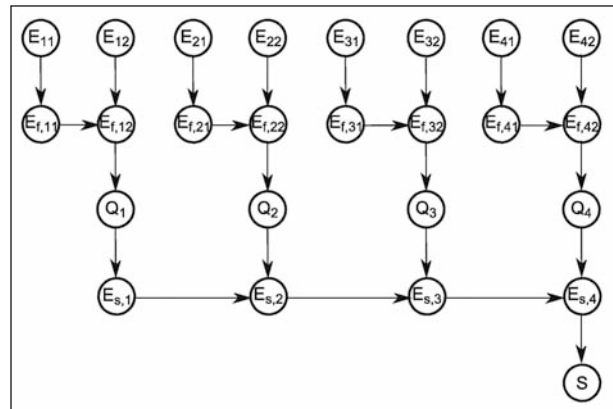 E11 E12 E21 E22 E31 E32 E41 E42
Ef,11 Ef,12 Ef,21 Ef,22 Ef,31 Ef,32 Ef,41 Ef,42
Q1 Q2 Q3 Q4
Es,1 Es,2 Es,3 Es,4
S